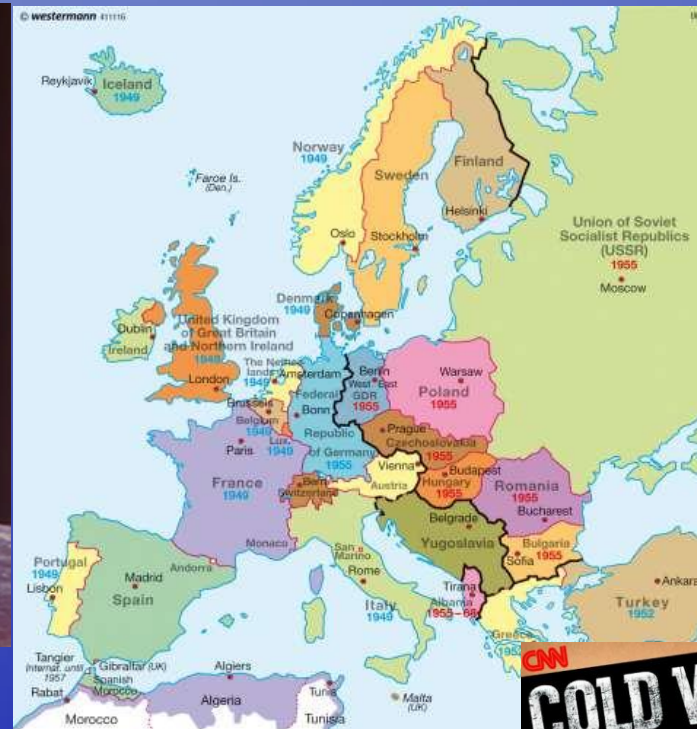 © westermann 411116
Reykjavik
Iceland
1949
Faroe Is.
(Den.)
Norway
1949
Sweden
Finland
Helsinki
Oslo
Stockholm
Union of Soviet
Socialist Republics
(USSR)
1955
Moscow
Denmark
1949
Copenhagen
Dublin
Ireland
United Kingdom
of Great Britain
and Northern Ireland
1949
London
The Nether-
lands
1949
Amsterdam
Brussels
Belgium
1949
Lux.
1949
Federal
Bonn
Republic
of Germany
1955
Berlin
West East
GDR
1955
Warsaw
Poland
1955
Prague
Czechoslovakia
1955
Paris
France
1949
Bern
Switzerland
Vienna
Austria
Budapest
Hungary
1955
Romania
1955
Bucharest
Belgrade
Yugoslavia
Bulgaria
1955
Sofia
Monaco
San
Marino
Rome
Italy
1949
Tirana
Albania
1955–68
Greece
1952
Ankara
Turkey
1952
Andorra
Portugal
1949
Lisbon
Madrid
Spain
Tangier
(Internat. until
1957
Gibraltar (UK)
Spanish
Morocco
Rabat
Morocco
Algiers
Algeria
Tunis
Tunisia
Malta
(UK)
CNN
COLD W